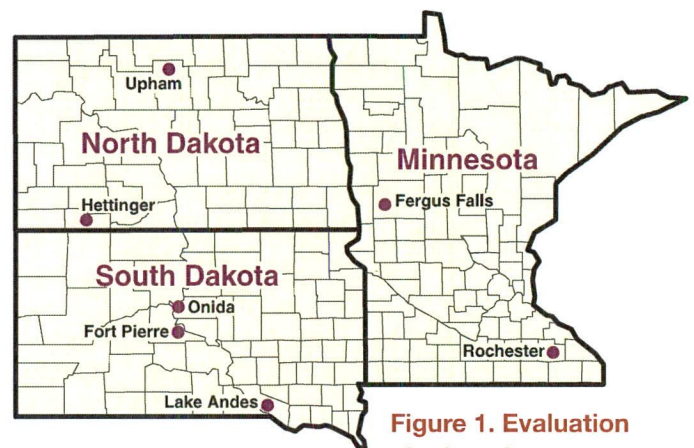 Upham
North Dakota
Minnesota
Hettinger
Fergus Falls
South Dakota
Onida
Fort Pierre
Rochester
Lake Andes
Figure 1. Evaluation